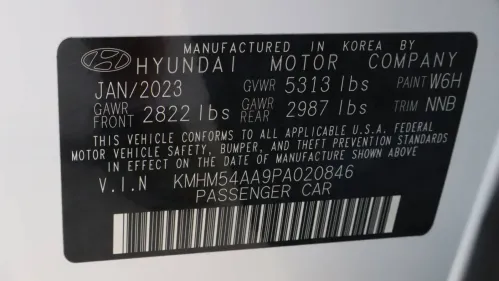 MANUFACTURED IN KOREA BY
HYUNDAI MOTOR COMPANY
JAN/2023 GVWR 5313 lbs PAINT W6H
GAWR FRONT 2822 lbs GAWR REAR 2987 lbs TRIM NNB
THIS VEHICLE CONFORMS TO ALL APPLICABLE U.S.A. FEDERAL
MOTOR VEHICLE SAFETY, BUMPER, AND THEFT PREVENTION
STANDARDS IN EFFECT ON THE DATE OF MANUFACTURE SHOWN ABOVE.
V.I.N KMHM54AA9PA020846
PASSENGER CAR